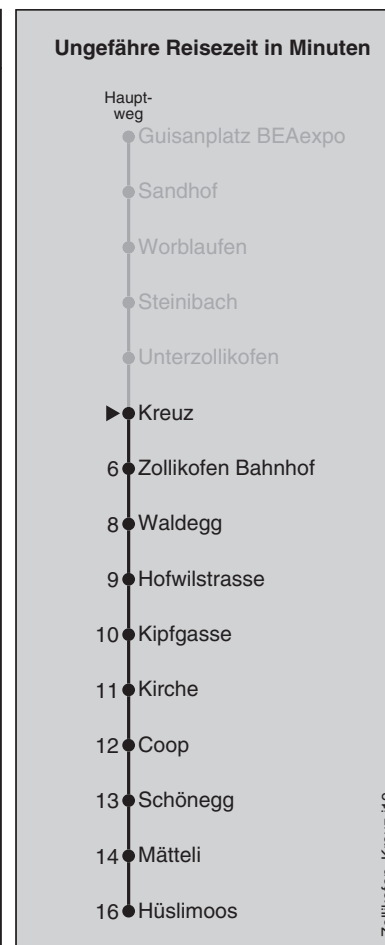 Ungefähre Reisezeit in Minuten
Haupt-
weg
Guisanplatz BEAexpo
Sandhof
Worblaufen
Steinibach
Unterzollikofen
Kreuz
6 Zollikofen Bahnhof
8 Waldegg
9 Hofwilstrasse
10 Kipfgasse
11 Kirche
12 Coop
13 Schönegg
14 Mätteli
16 Hüslimoos